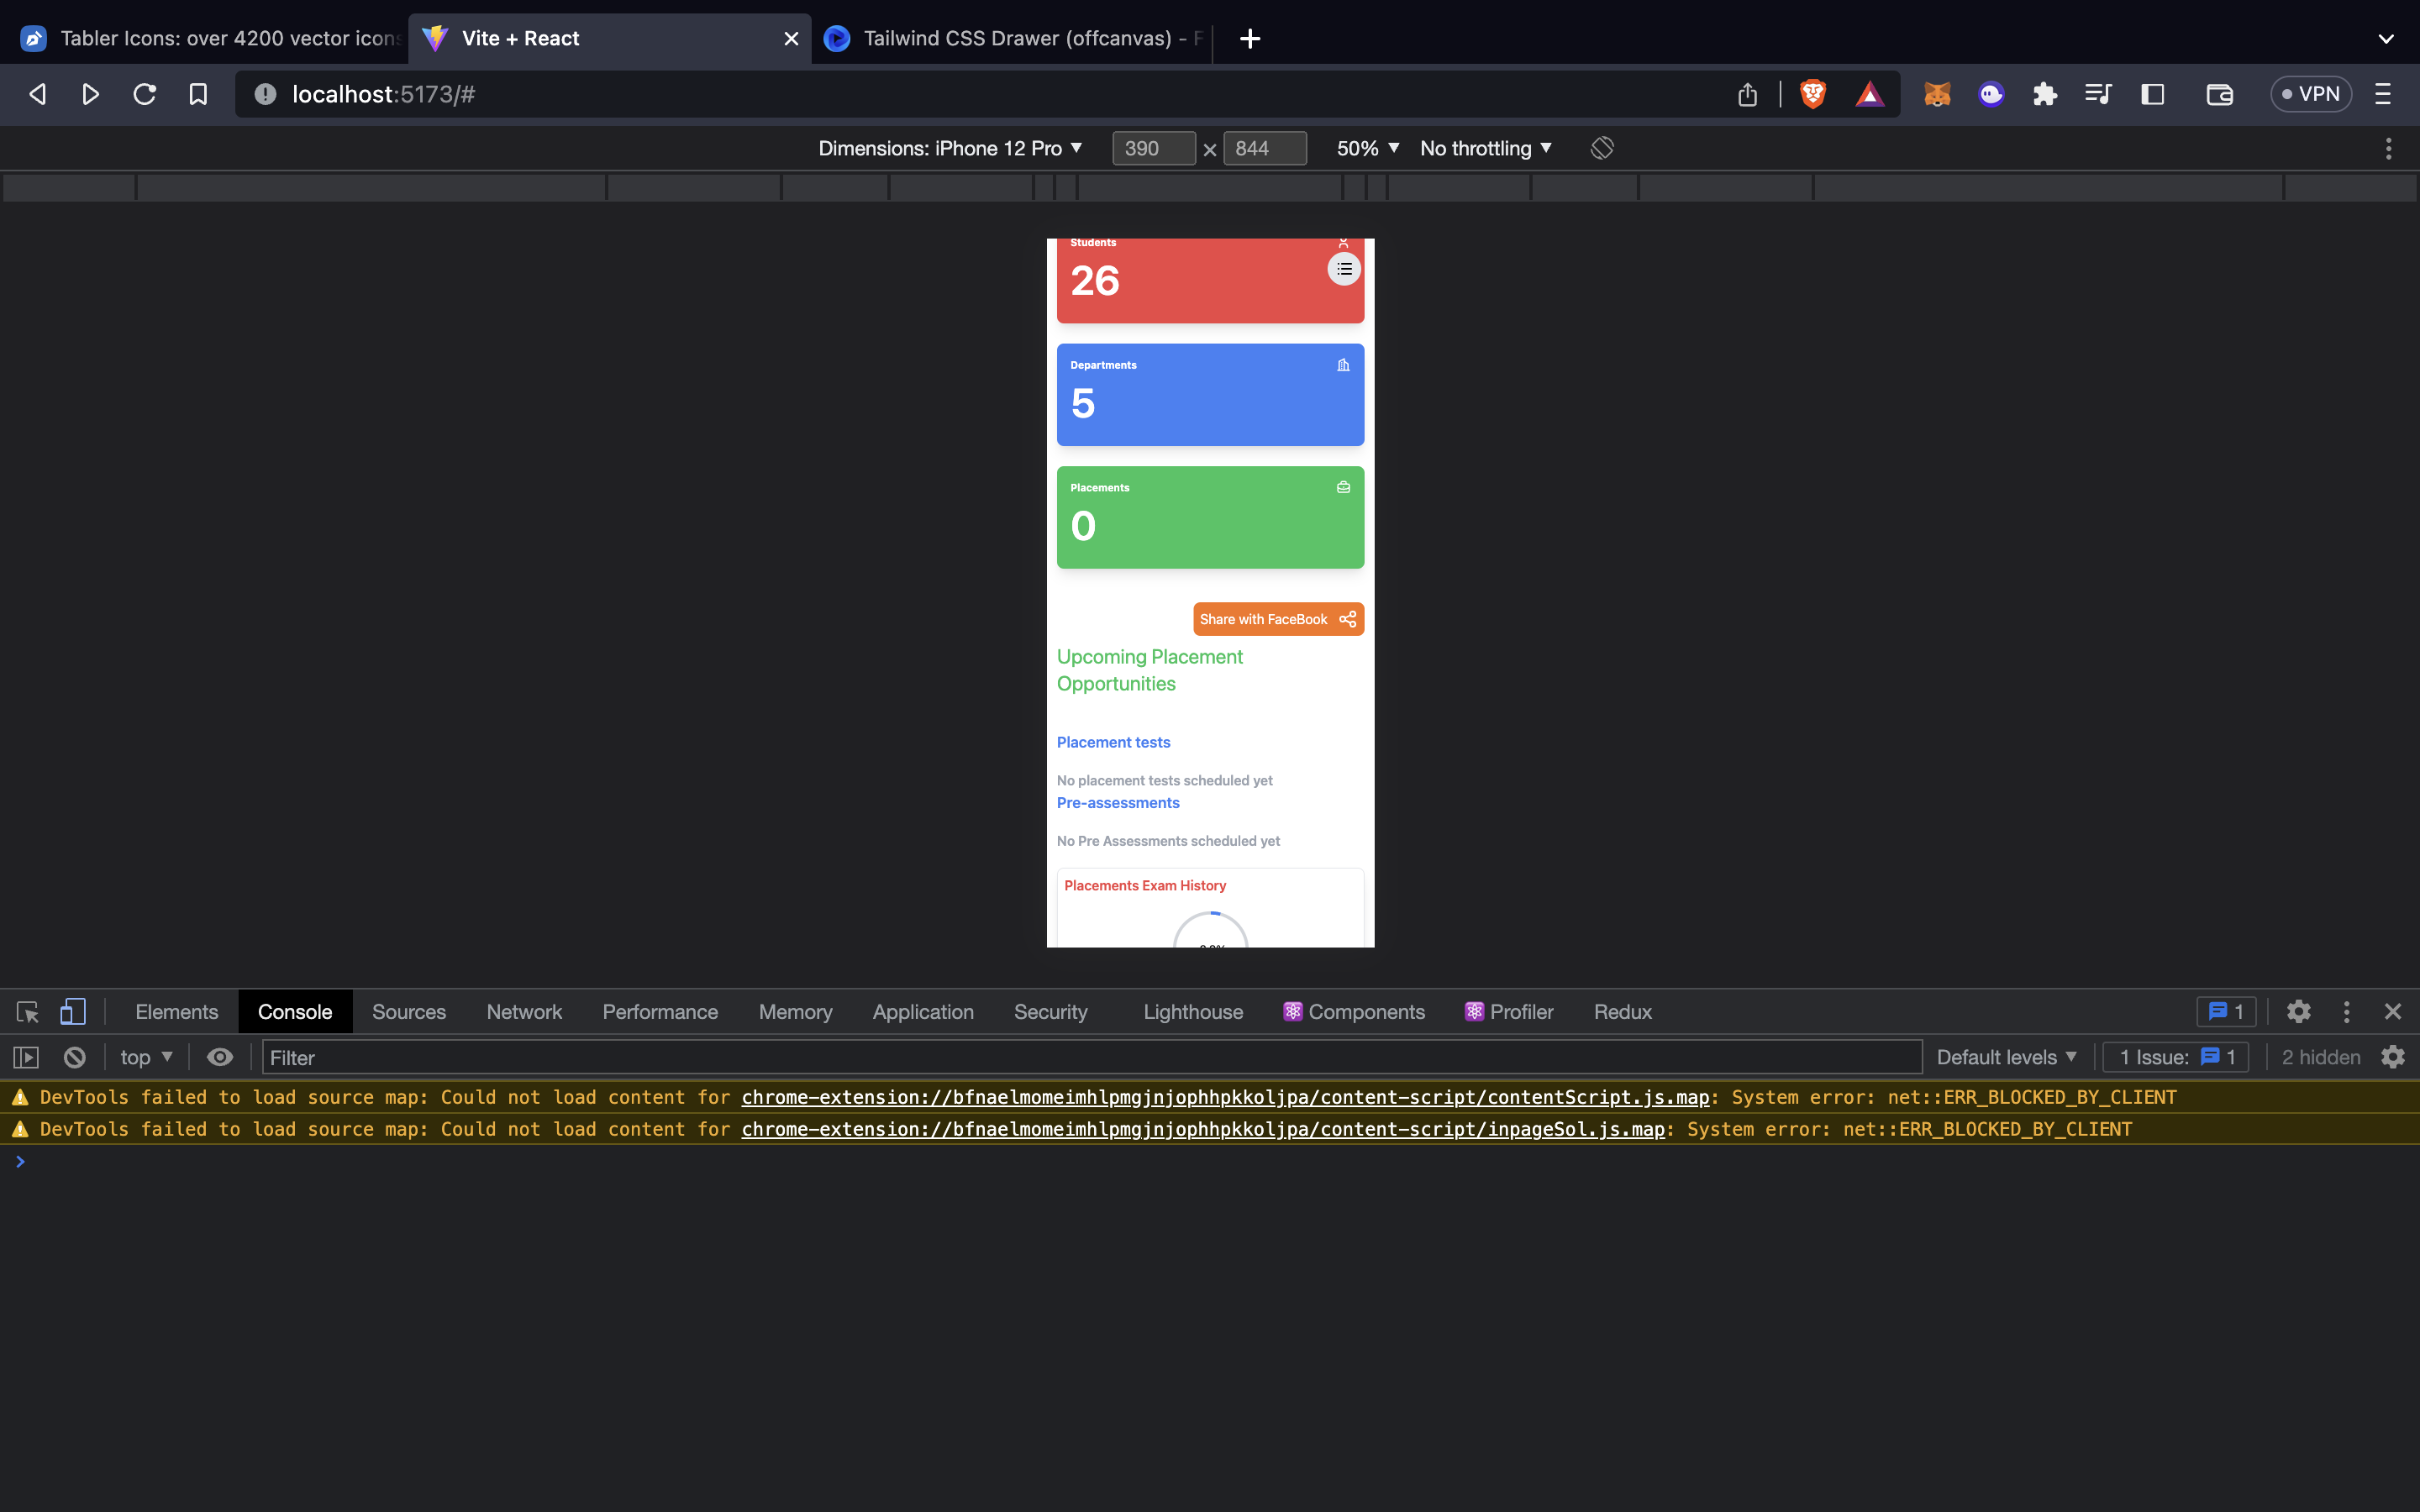 Tabler Icons: over 4200 vector icons
Vite + React
Tailwind CSS Drawer (offcanvas) - F
localhost:5173/#
VPN
Dimensions: iPhone 12 Pro
390 × 844
50%
No throttling
Students
26
Departments
5
Placements
0
Share with FaceBook
Upcoming Placement
Opportunities
Placement tests
No placement tests scheduled yet
Pre-assessments
No Pre Assessments scheduled yet
Placements Exam History
Elements Console Sources Network Performance Memory Application Security Lighthouse Components Profiler Redux 1
top Filter Default levels 1 Issue: 1 2 hidden
DevTools failed to load source map: Could not load content for chrome-extension://bfnaelmomeimhlpmgjnjophhpkkoljpa/content-script/contentScript.js.map: System error: net::ERR_BLOCKED_BY_CLIENT
DevTools failed to load source map: Could not load content for chrome-extension://bfnaelmomeimhlpmgjnjophhpkkoljpa/content-script/inpageSol.js.map: System error: net::ERR_BLOCKED_BY_CLIENT